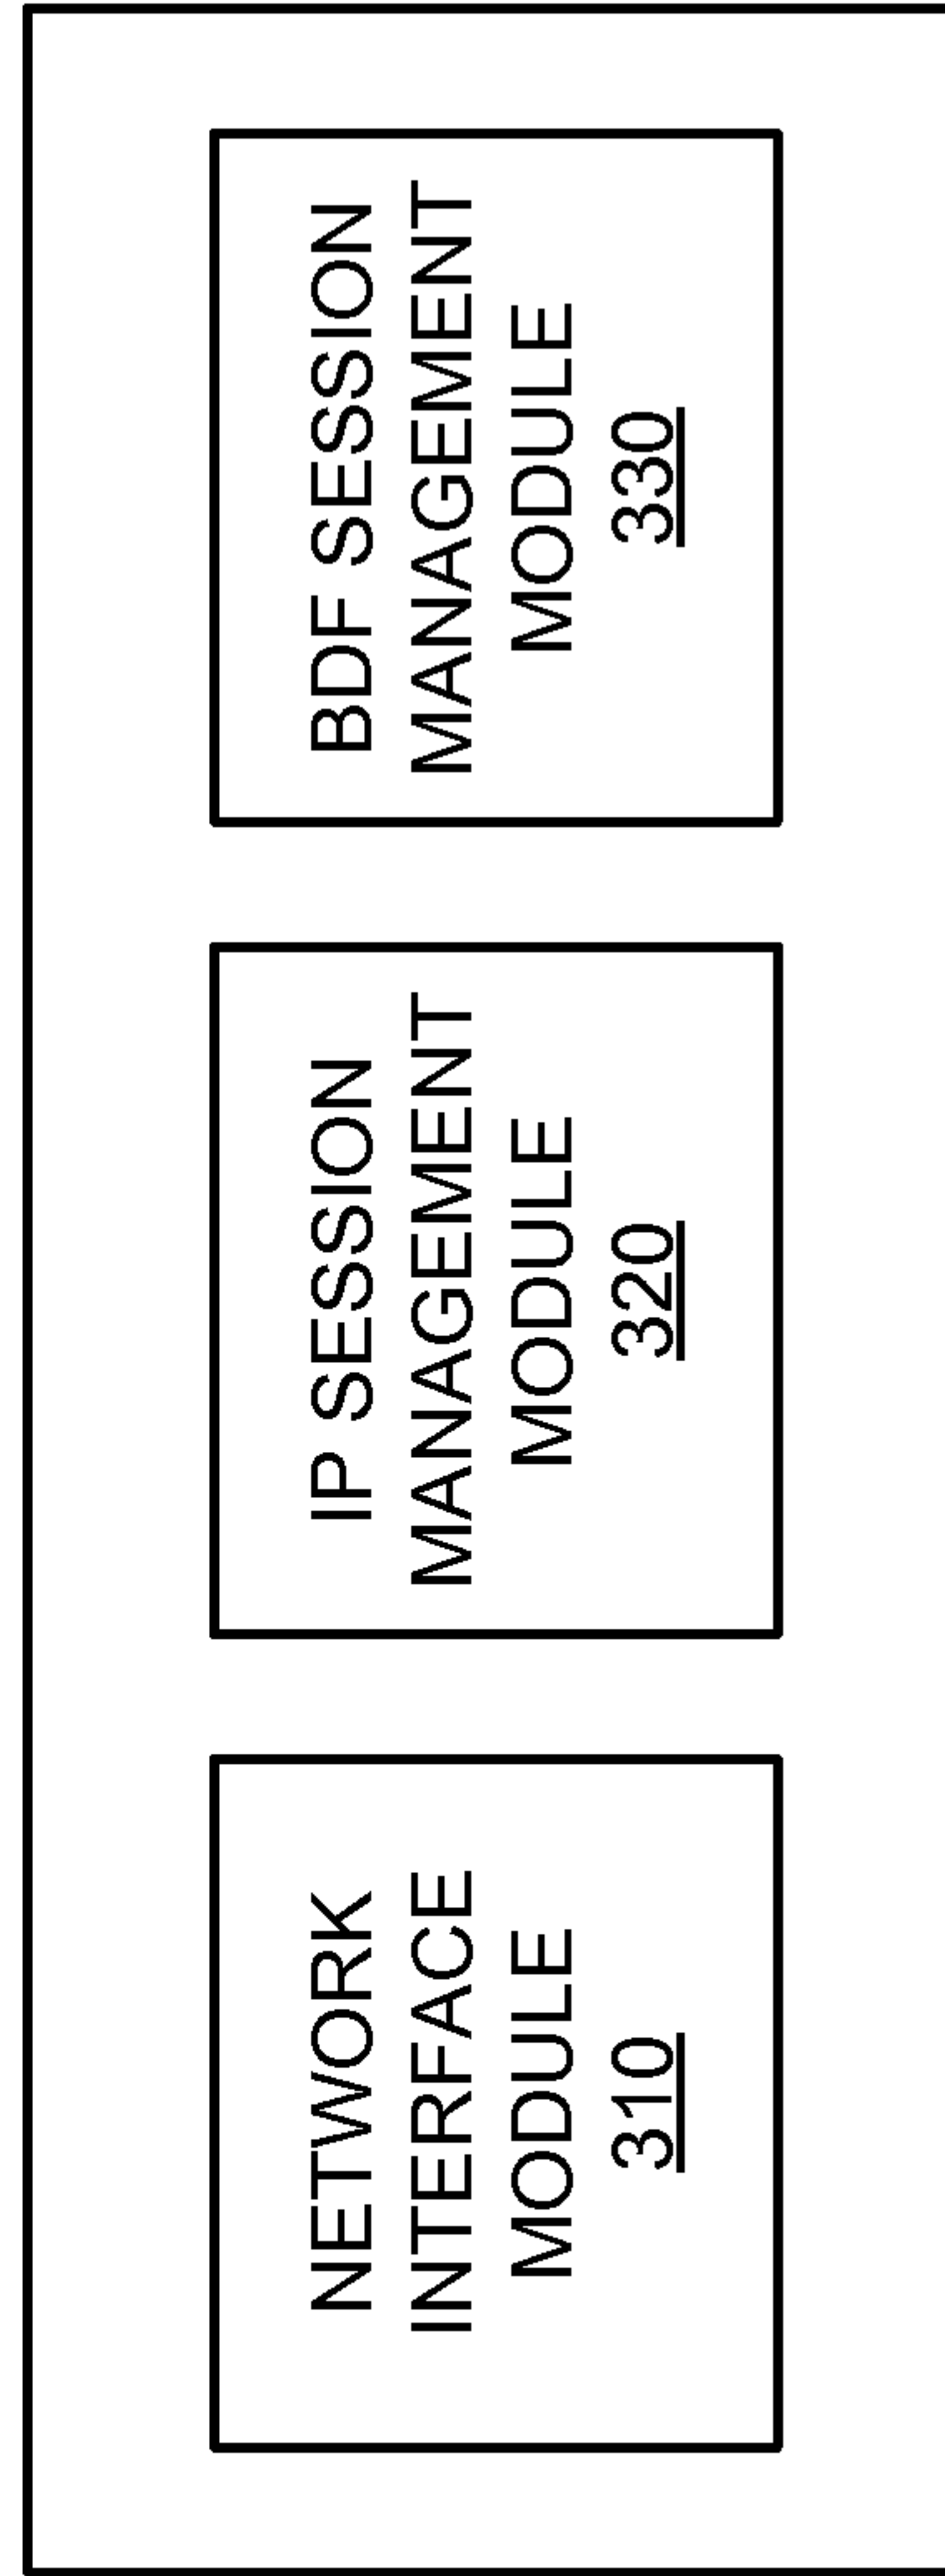 NETWORK
INTERFACE
MODULE
310
IP SESSION
MANAGEMENT
MODULE
320
BDF SESSION
MANAGEMENT
MODULE
330